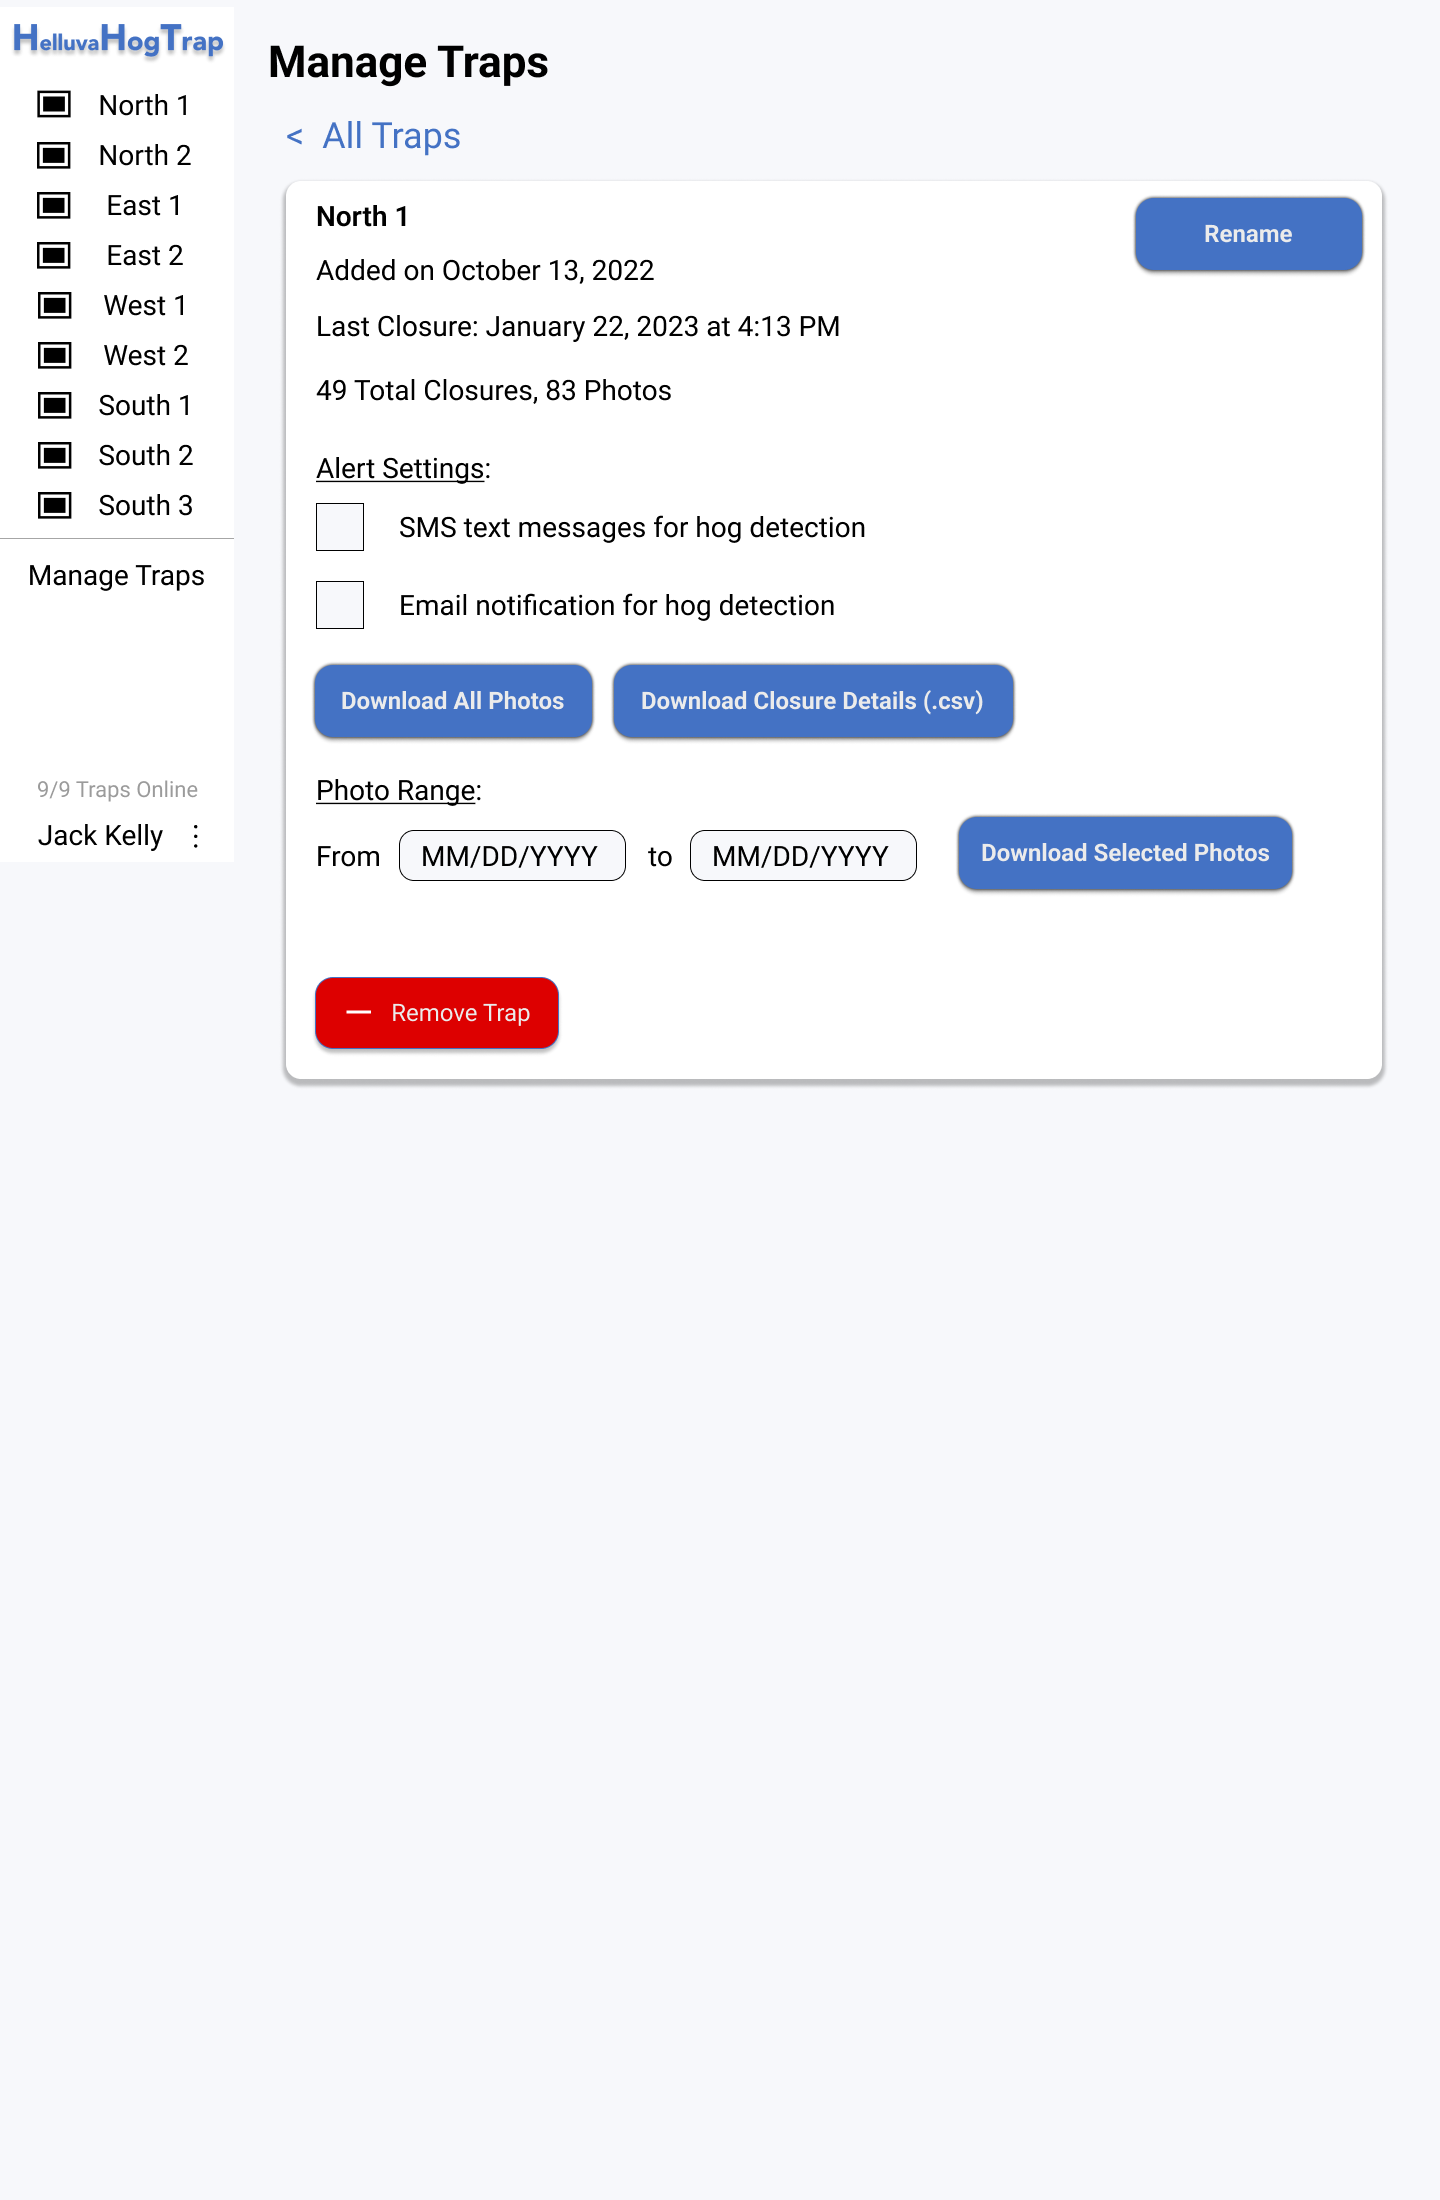 HelluvaHogTrap
North 1
North 2
East 1
East 2
West 1
West 2
South 1
South 2
South 3
Manage Traps
9/9 Traps Online
Jack Kelly
Manage Traps
< All Traps
North 1
Rename
Added on October 13, 2022
Last Closure: January 22, 2023 at 4:13 PM
49 Total Closures, 83 Photos
Alert Settings:
SMS text messages for hog detection
Email notification for hog detection
Download All Photos
Download Closure Details (.csv)
Photo Range:
From MM/DD/YYYY to MM/DD/YYYY
Download Selected Photos
Remove Trap